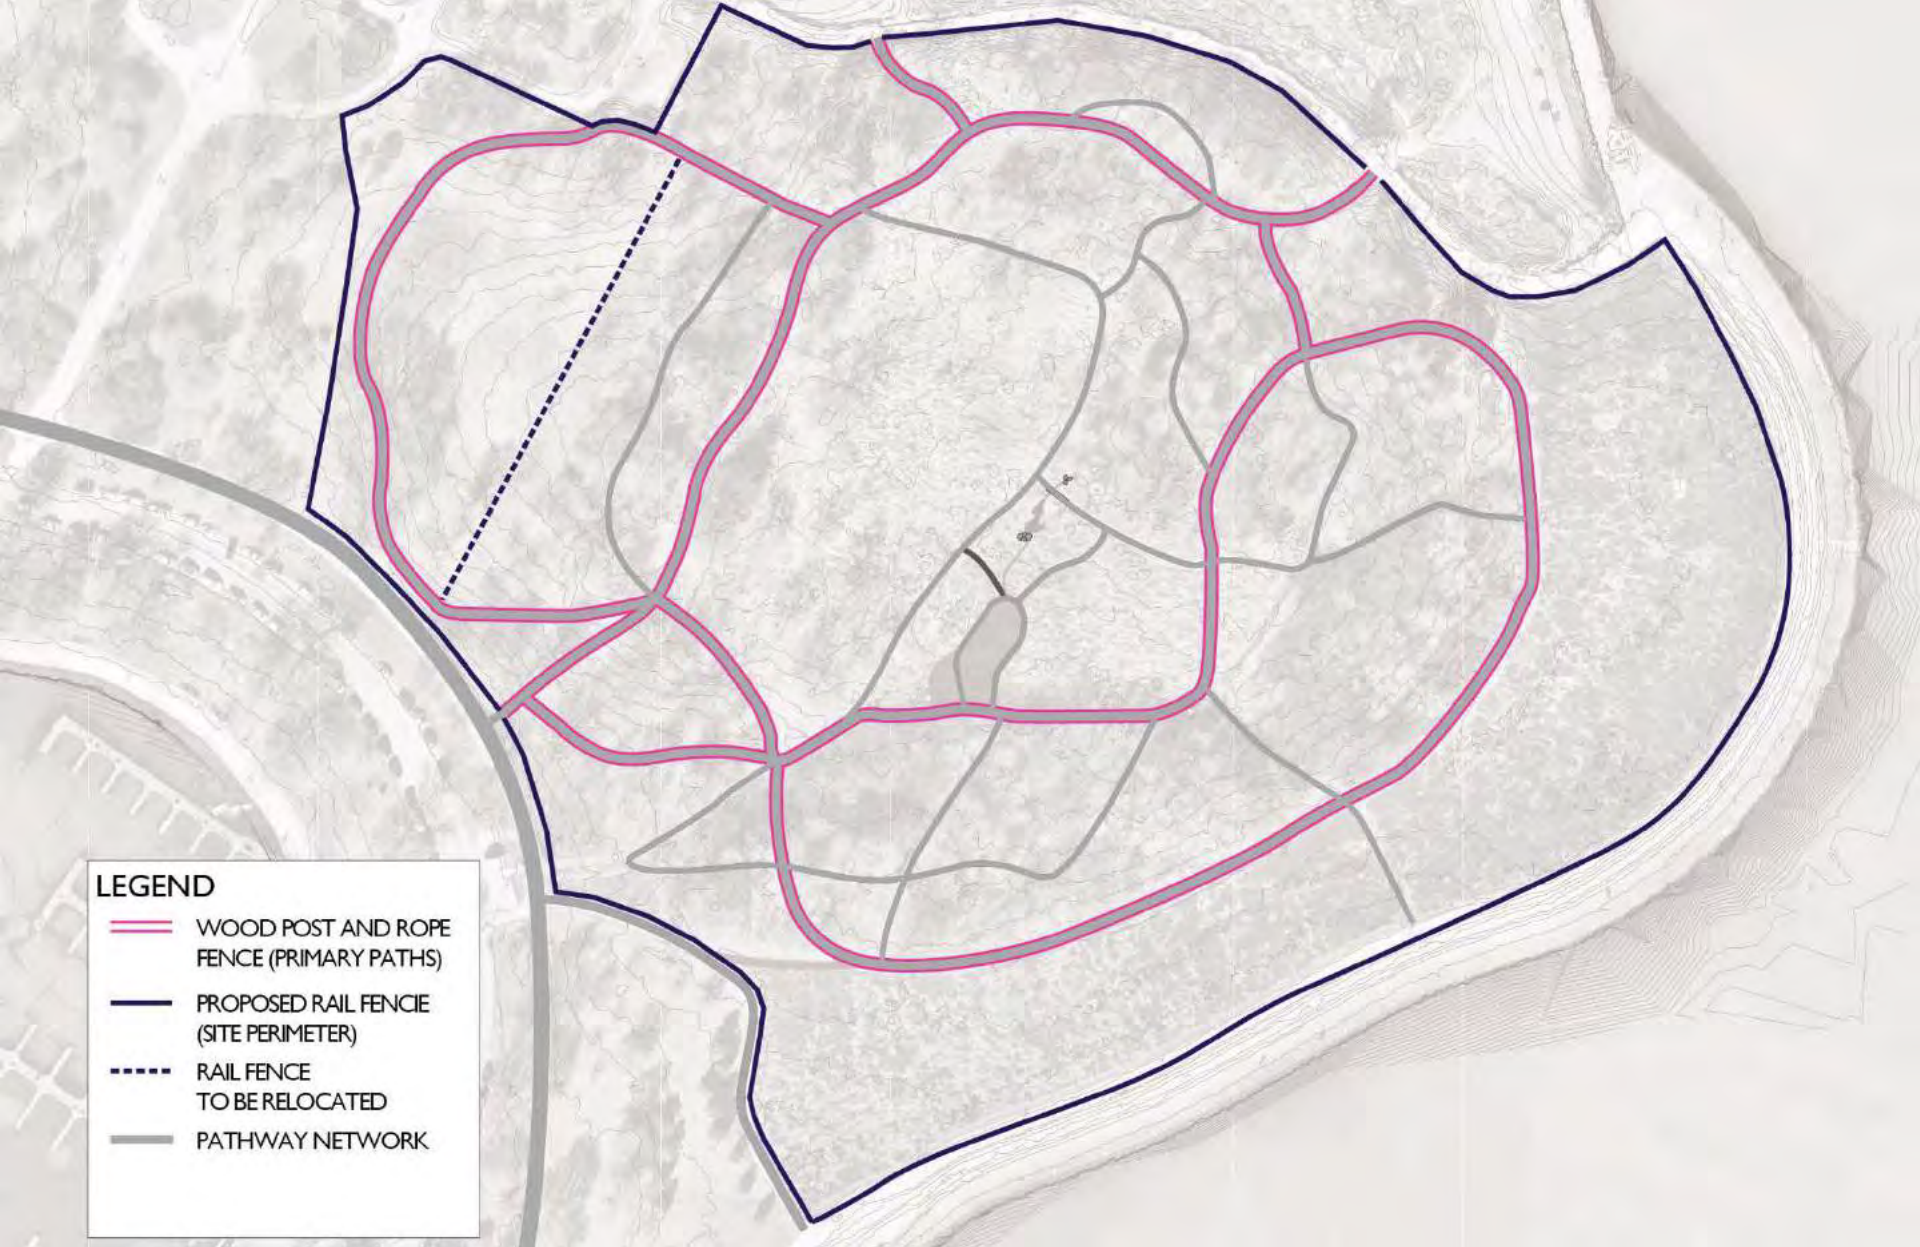 LEGEND
WOOD POST AND ROPE
FENCE (PRIMARY PATHS)
PROPOSED RAIL FENCIE
(SITE PERIMETER)
RAIL FENCE
TO BE RELOCATED
PATHWAY NETWORK